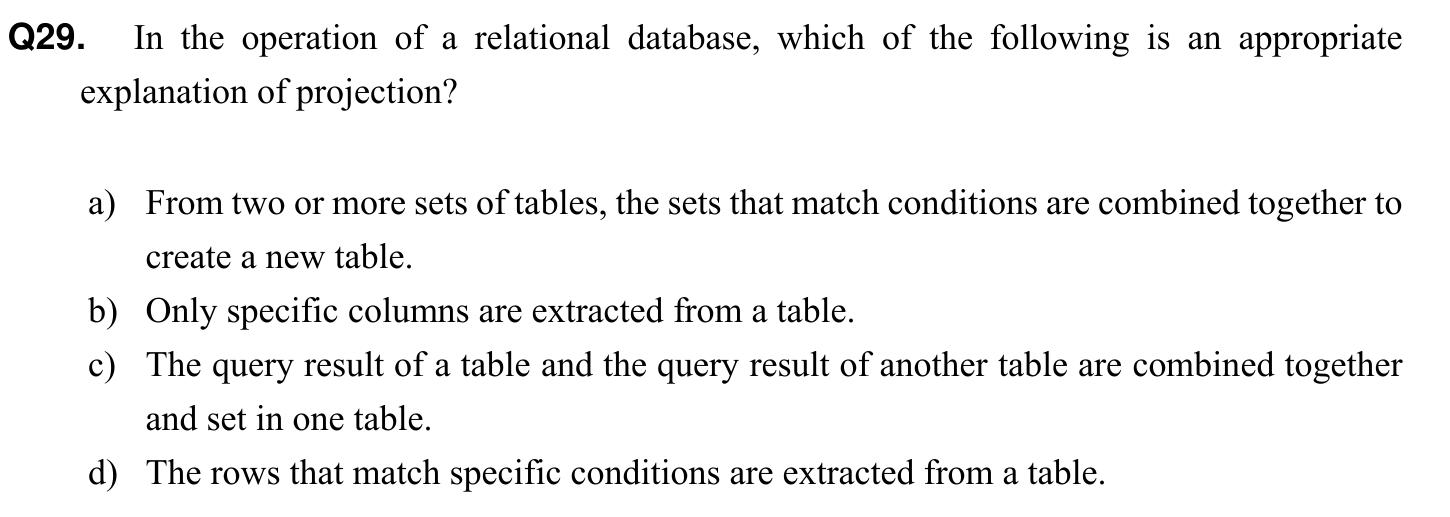 Q29. In the operation of a relational database, which of the following is an appropriate
explanation of projection?
a) From two or more sets of tables, the sets that match conditions are combined together to
create a new table.
b) Only specific columns are extracted from a table.
c) The query result of a table and the query result of another table are combined together
and set in one table.
d) The rows that match specific conditions are extracted from a table.